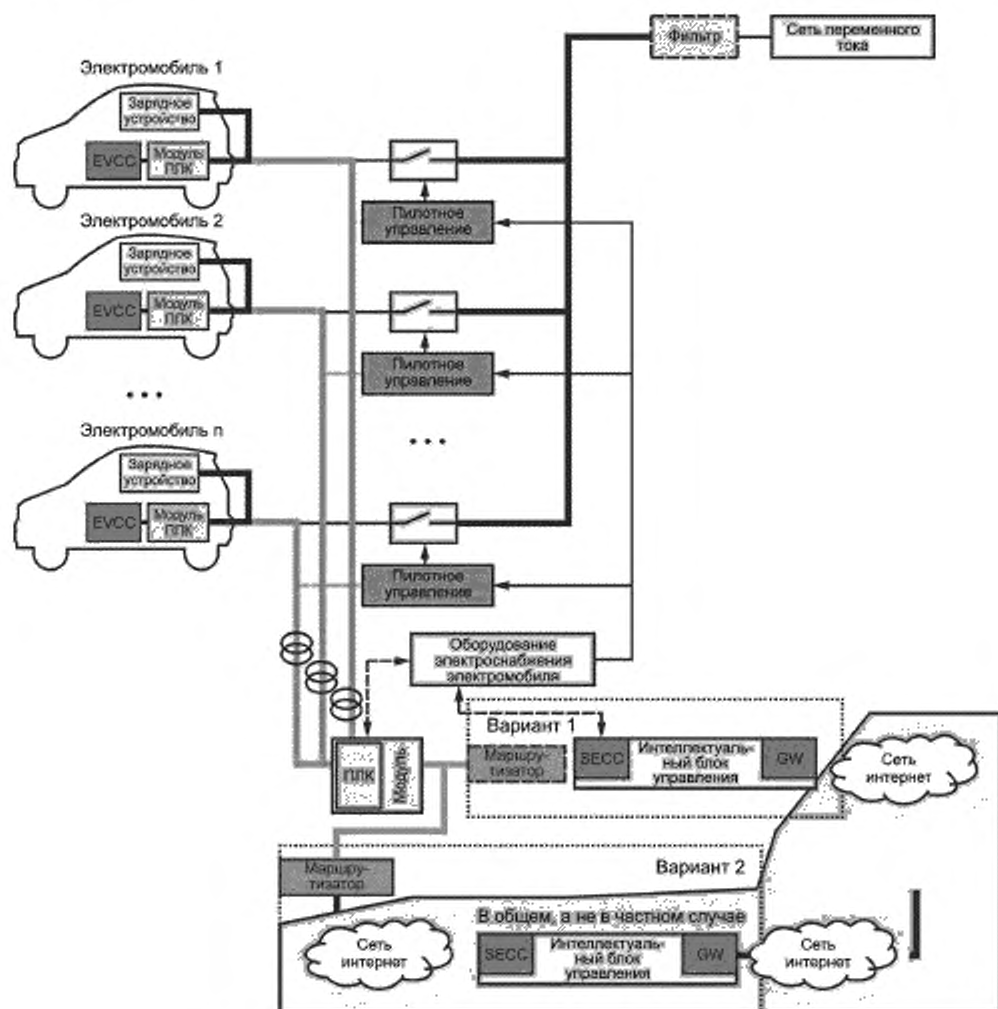 Фильтр
Сеть переменного
тока
Электромобиль 1
Зарядное
устройство
EVCC
Модуль
ППК
Пилотное
управление
Электромобиль 2
Зарядное
устройство
EVCC
Модуль
ППК
Пилотное
управление
• • •
• • •
Электромобиль n
Зарядное
устройство
EVCC
Модуль
ППК
Пилотное
управление
Оборудование
электроснабжения
электромобиля
Вариант 1
ПЛК
Модуль
Маршру-
тизатор
SECC
Интеллектуаль-
ный блок
управления
GW
Сеть
интернет
Вариант 2
Маршру-
тизатор
В общем, а не в частном случае
Сеть
интернет
SECC
Интеллектуаль-
ный блок
управления
GW
Сеть
интернет